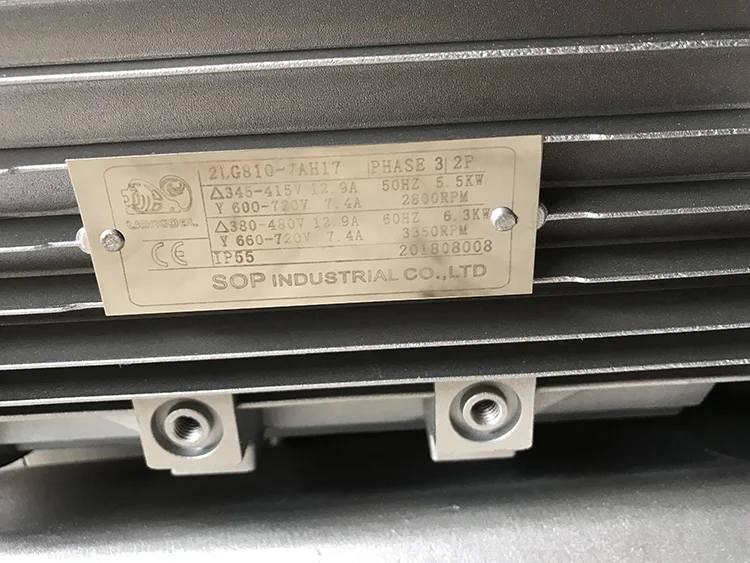 2LG810-7AH17 PHASE 3 2P
△345-415V 12.9A 50HZ 5.5KW
Y 600-720V 7.4A 2800RPM
△380-480V 12.9A 60HZ 6.3KW
Y 660-720V 7.4A 3350RPM
IP55 201808008
CE
SOP INDUSTRIAL CO.,LTD